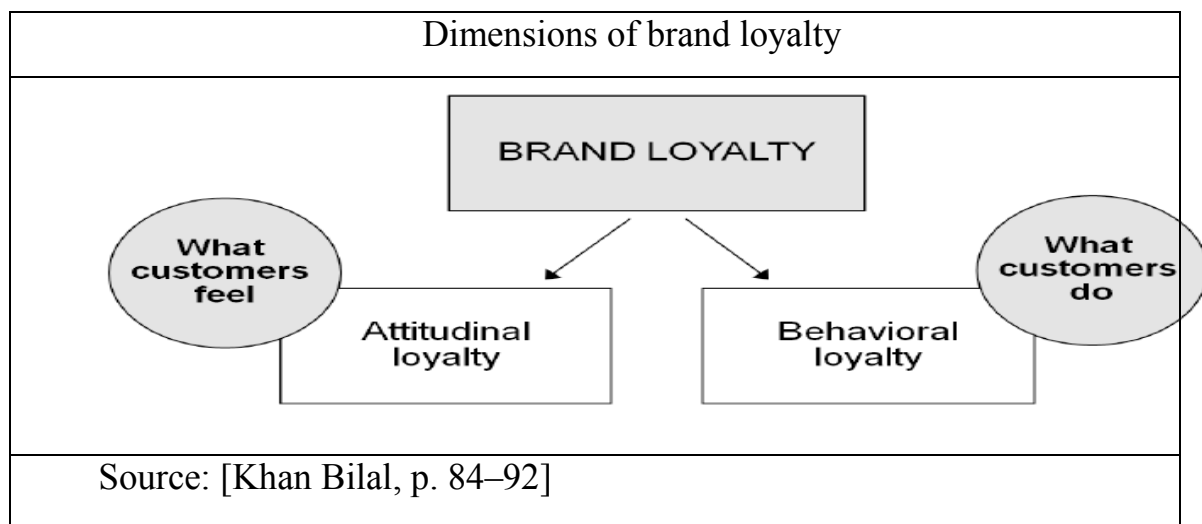 Dimensions of brand loyalty
BRAND LOYALTY
What
customers
feel
Attitudinal
loyalty
What
customers
do
Behavioral
loyalty
Source: [Khan Bilal, p. 84–92]